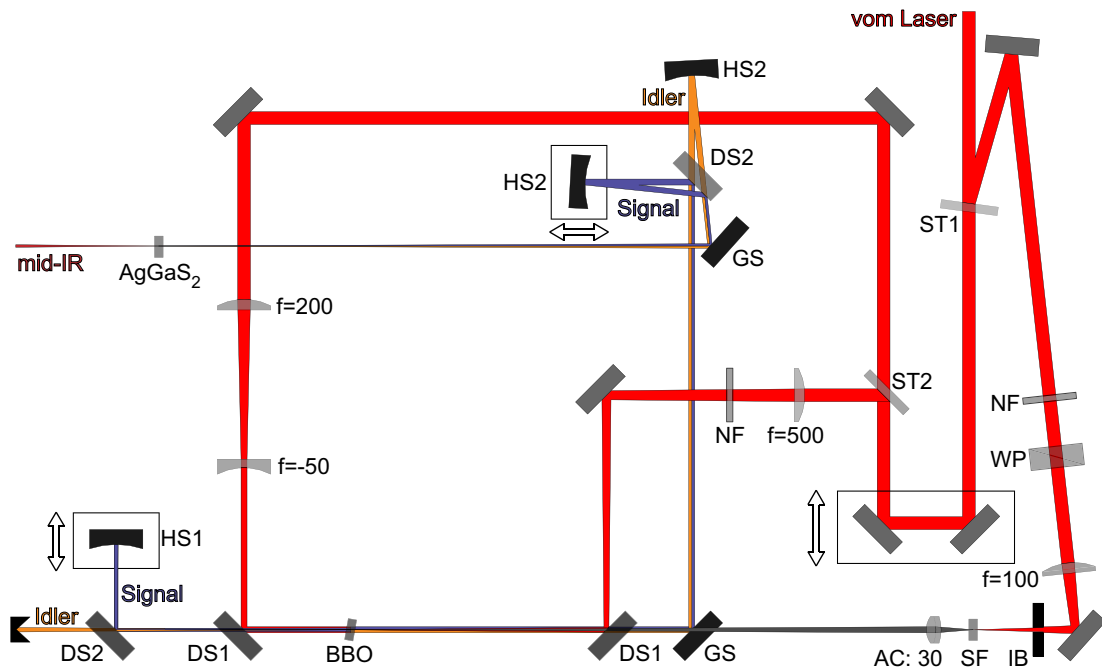 vom Laser
HS2
Idler
DS2
HS2
Signal
ST1
GS
mid-IR
AgGaS2
f=200
ST2
NF
NF
f=500
WP
f=-50
HS1
f=100
Signal
Idler
DS2
DS1
BBO
DS1
GS
AC: 30
SF
IB